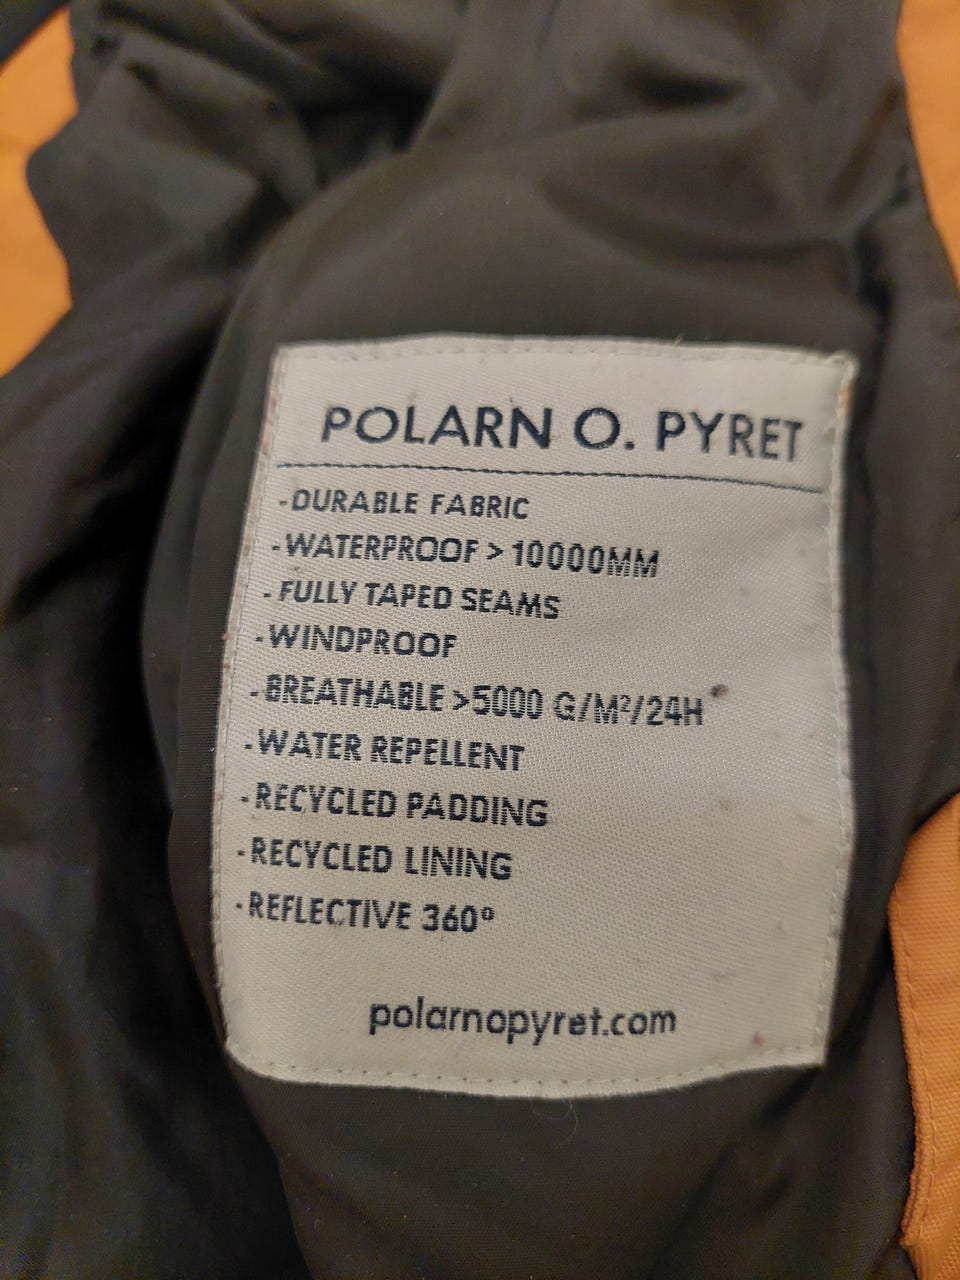 POLARN O. PYRET
-DURABLE FABRIC
-WATERPROOF > 10000MM
-FULLY TAPED SEAMS
-WINDPROOF
-BREATHABLE >5000 G/M²/24H
-WATER REPELLENT
-RECYCLED PADDING
-RECYCLED LINING
-REFLECTIVE 360°
polarnopyret.com